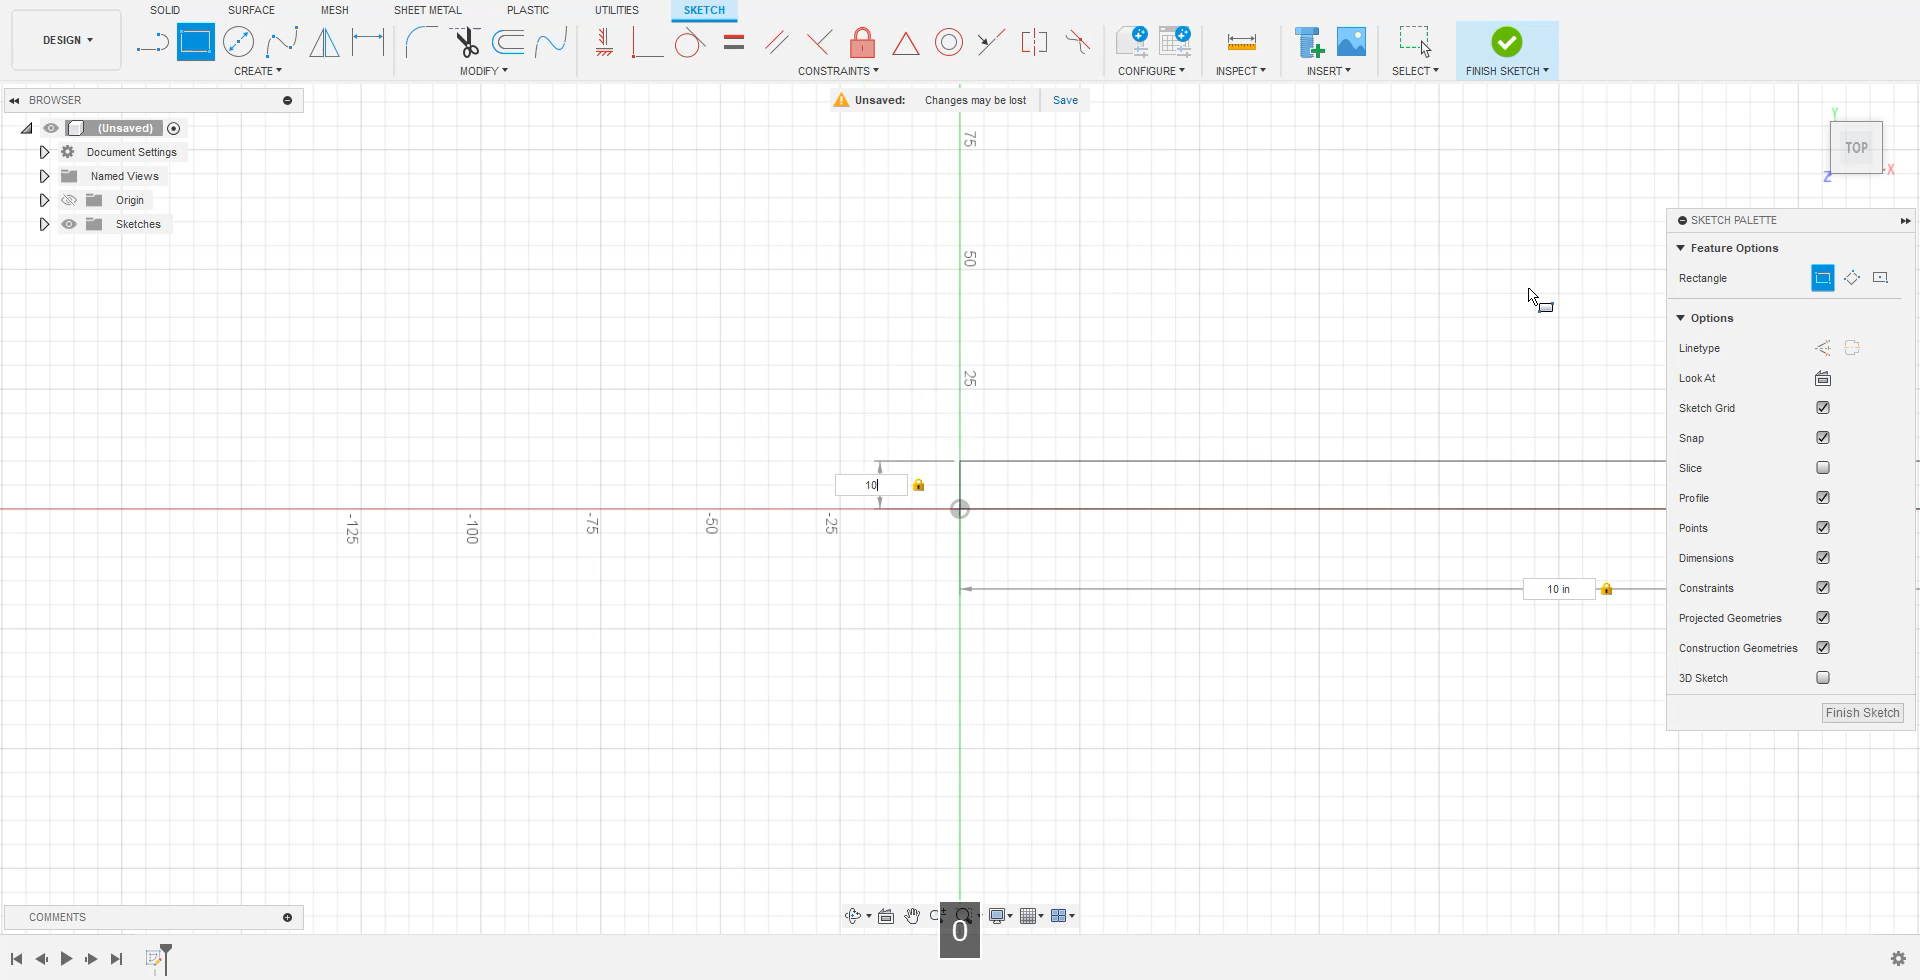 SOLID SURFACE MESH SHEET METAL PLASTIC UTILITIES SKETCH
DESIGN
CREATE MODIFY CONSTRAINTS CONFIGURE INSPECT INSERT SELECT FINISH SKETCH
BROWSER
Unsaved: Changes may be lost Save
(Unsaved)
Document Settings
Named Views
Origin
Sketches
75
50
25
Y
TOP
X
Z
SKETCH PALETTE
Feature Options
Rectangle
Options
Linetype
Look At
Sketch Grid
Snap
Slice
Profile
Points
Dimensions
Constraints
Projected Geometries
Construction Geometries
3D Sketch
Finish Sketch
10
-125 -100 -75 -50 -25
10 in
COMMENTS
0